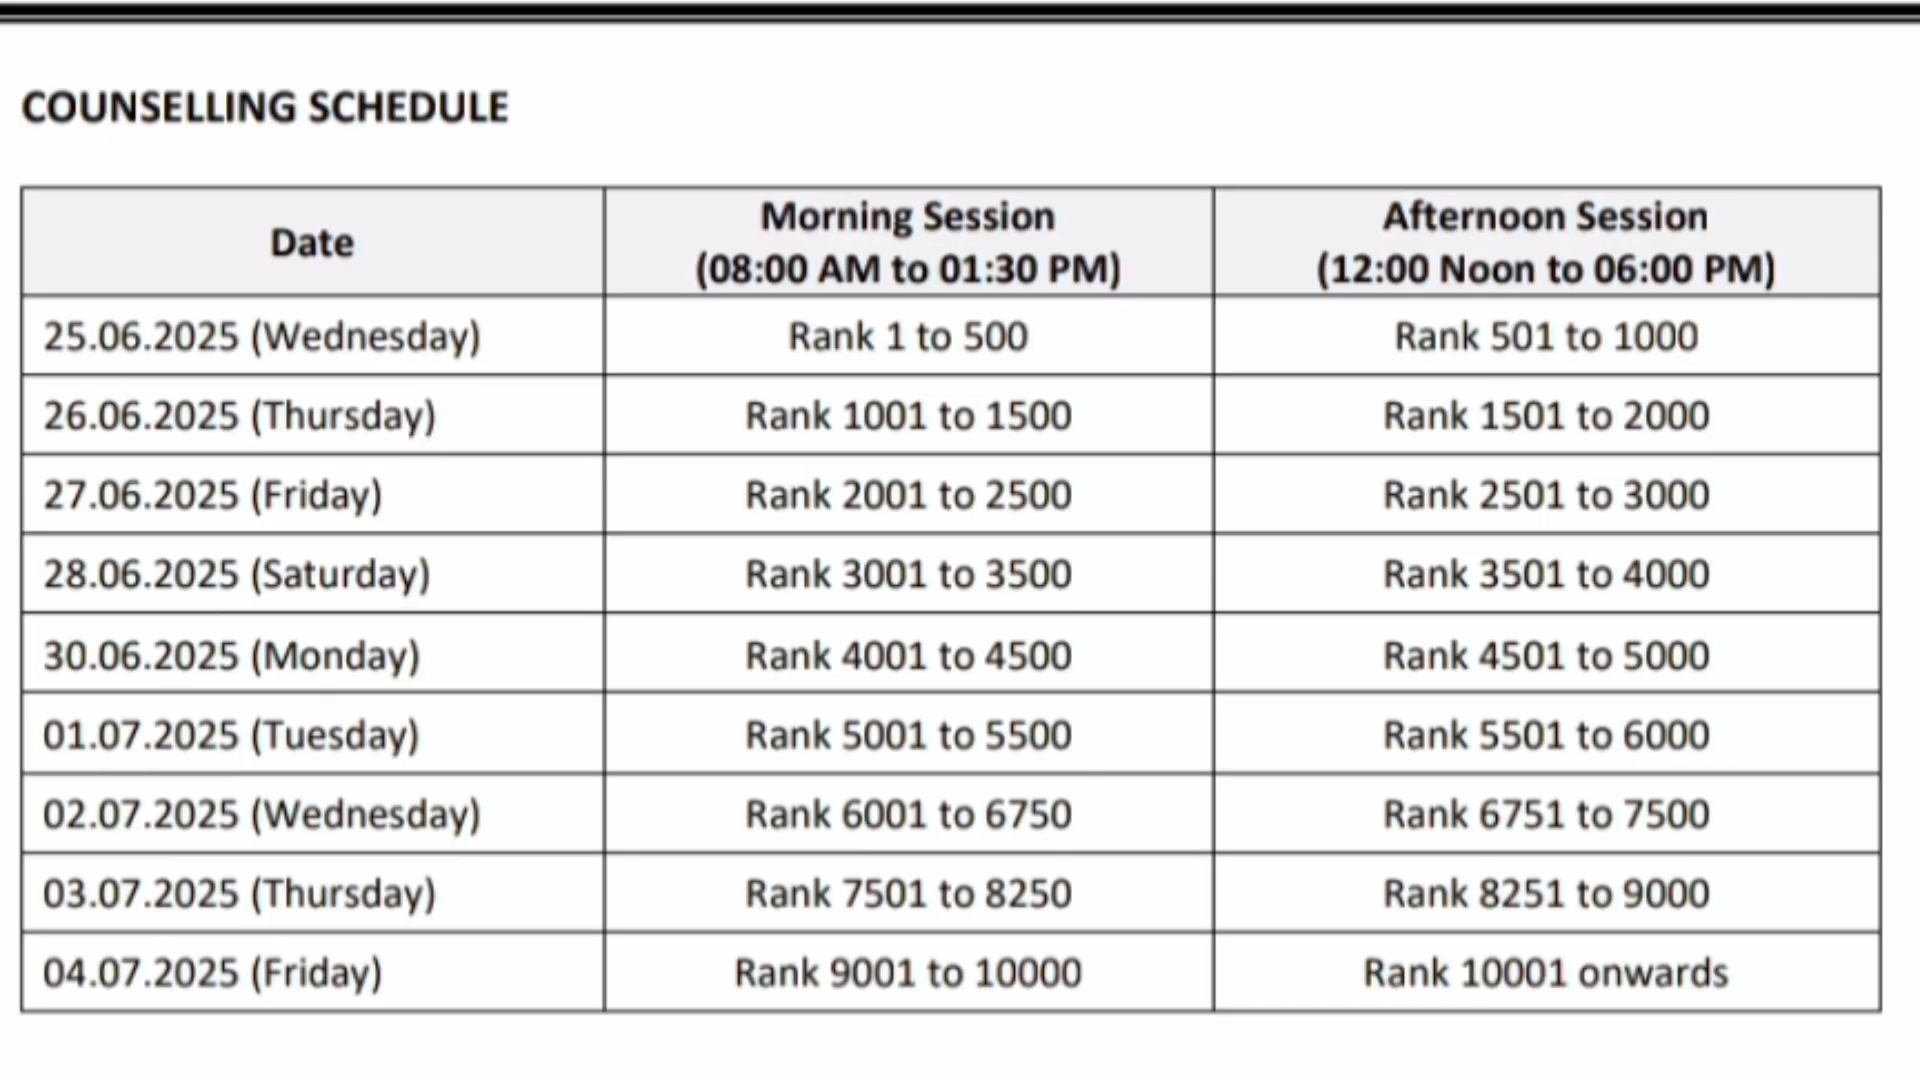 COUNSELLING SCHEDULE
Date
Morning Session
(08:00 AM to 01:30 PM)
Afternoon Session
(12:00 Noon to 06:00 PM)
25.06.2025 (Wednesday) Rank 1 to 500 Rank 501 to 1000
26.06.2025 (Thursday) Rank 1001 to 1500 Rank 1501 to 2000
27.06.2025 (Friday) Rank 2001 to 2500 Rank 2501 to 3000
28.06.2025 (Saturday) Rank 3001 to 3500 Rank 3501 to 4000
30.06.2025 (Monday) Rank 4001 to 4500 Rank 4501 to 5000
01.07.2025 (Tuesday) Rank 5001 to 5500 Rank 5501 to 6000
02.07.2025 (Wednesday) Rank 6001 to 6750 Rank 6751 to 7500
03.07.2025 (Thursday) Rank 7501 to 8250 Rank 8251 to 9000
04.07.2025 (Friday) Rank 9001 to 10000 Rank 10001 onwards